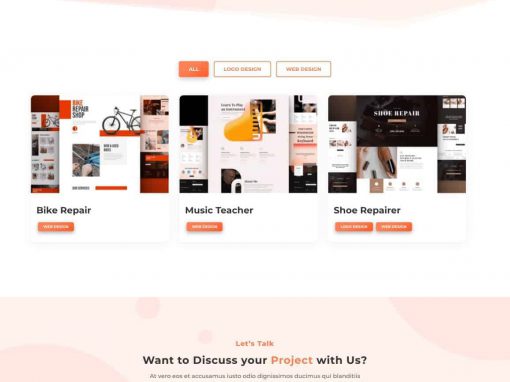 ALL
LOGO DESIGN
WEB DESIGN
BIKE
REPAIR
SHOP
Learn To Play
an Instrument
SHOE REPAIR
Bike Repair
WEB DESIGN
Music Teacher
WEB DESIGN
Shoe Repairer
LOGO DESIGN
WEB DESIGN
Let's Talk
Want to Discuss your Project with Us?
At vero eos et accusamus iusto odio dignissimos ducimus qui blanditiis